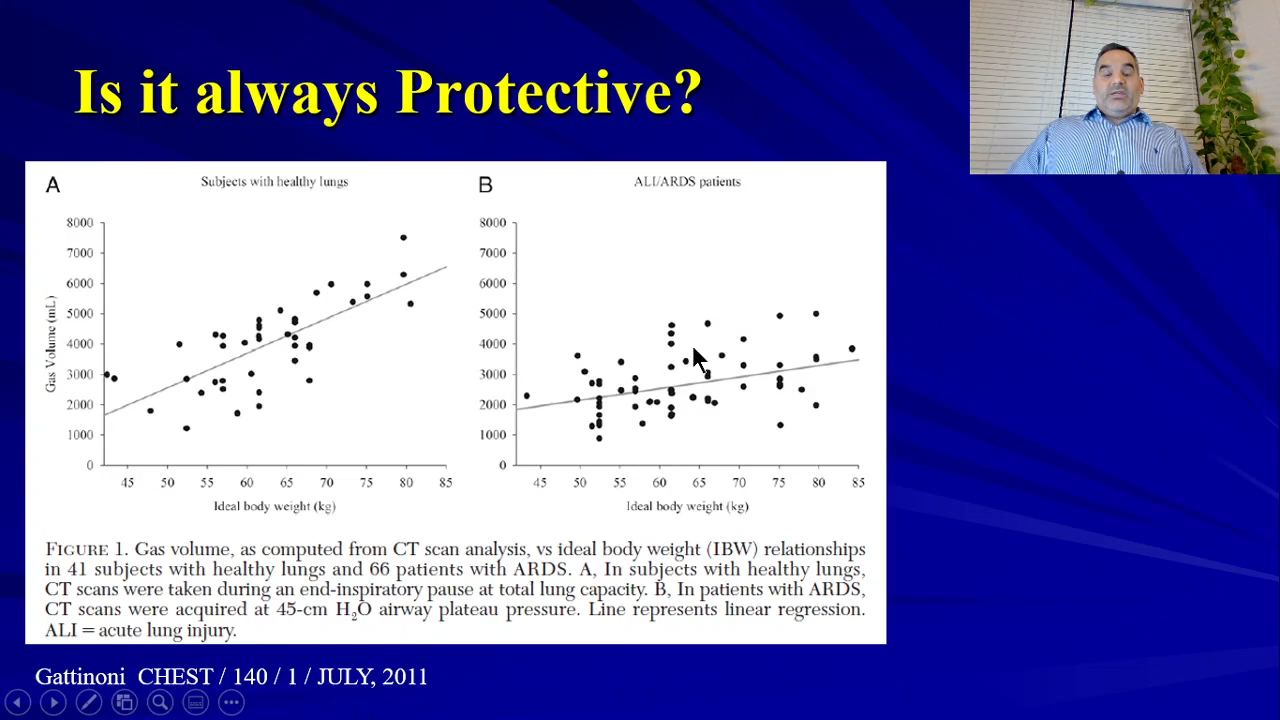 Is it always Protective?
A
Subjects with healthy lungs
8000
7000
6000
5000
4000
3000
2000
1000
0
Gas Volume (mL)
45 50 55 60 65 70 75 80 85
Ideal body weight (kg)
B
ALI/ARDS patients
8000
7000
6000
5000
4000
3000
2000
1000
0
45 50 55 60 65 70 75 80 85
Ideal body weight (kg)
FIGURE 1. Gas volume, as computed from CT scan analysis, vs ideal body weight (IBW) relationships
in 41 subjects with healthy lungs and 66 patients with ARDS. A, In subjects with healthy lungs,
CT scans were taken during an end-inspiratory pause at total lung capacity. B, In patients with ARDS,
CT scans were acquired at 45-cm H₂O airway plateau pressure. Line represents linear regression.
ALI = acute lung injury.
Gattinoni CHEST / 140 / 1 / JULY, 2011